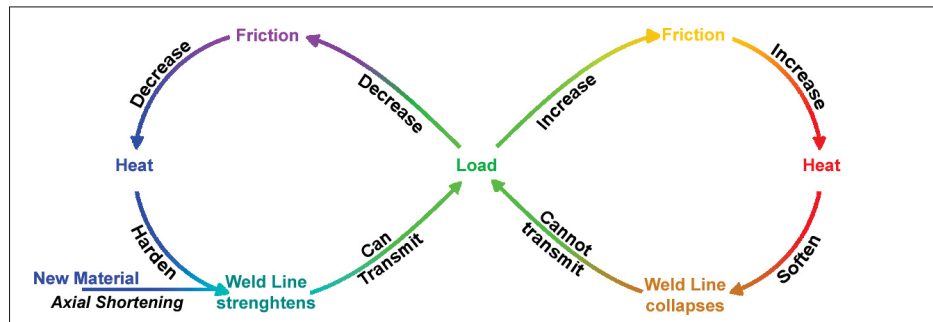 Friction
Decrease
Heat
Harden
New Material
Axial Shortening
Weld Line
strenghtens
Can
Transmit
Load
Decrease
Increase
Friction
Increase
Heat
Soften
Weld Line
collapses
Cannot
transmit